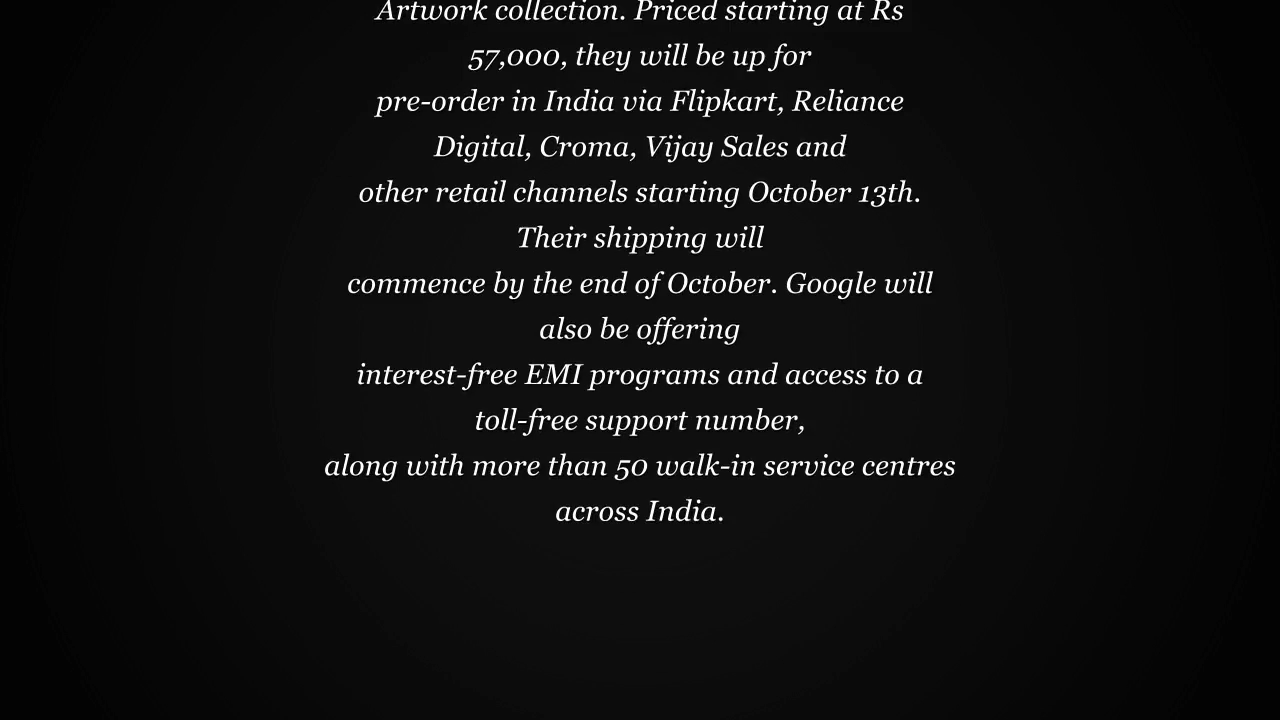 Artwork collection. Priced starting at Rs
57,000, they will be up for
pre-order in India via Flipkart, Reliance
Digital, Croma, Vijay Sales and
other retail channels starting October 13th.
Their shipping will
commence by the end of October. Google will
also be offering
interest-free EMI programs and access to a
toll-free support number,
along with more than 50 walk-in service centres
across India.